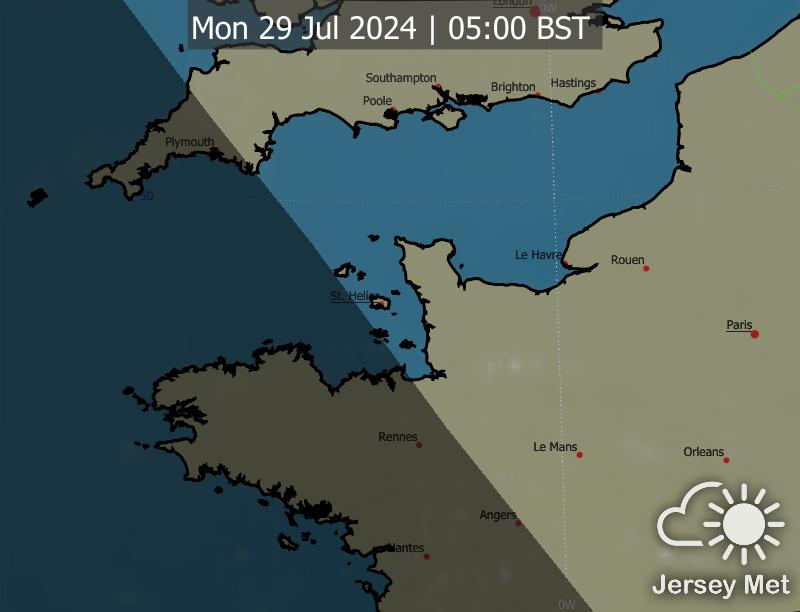 London
0W
Mon 29 Jul 2024 | 05:00 BST
Southampton
Brighton
Hastings
Poole
Plymouth
50
Le Havre
Rouen
St. Helier
Paris
Rennes
Le Mans
Orleans
Angers
Nantes
Jersey Met
0W